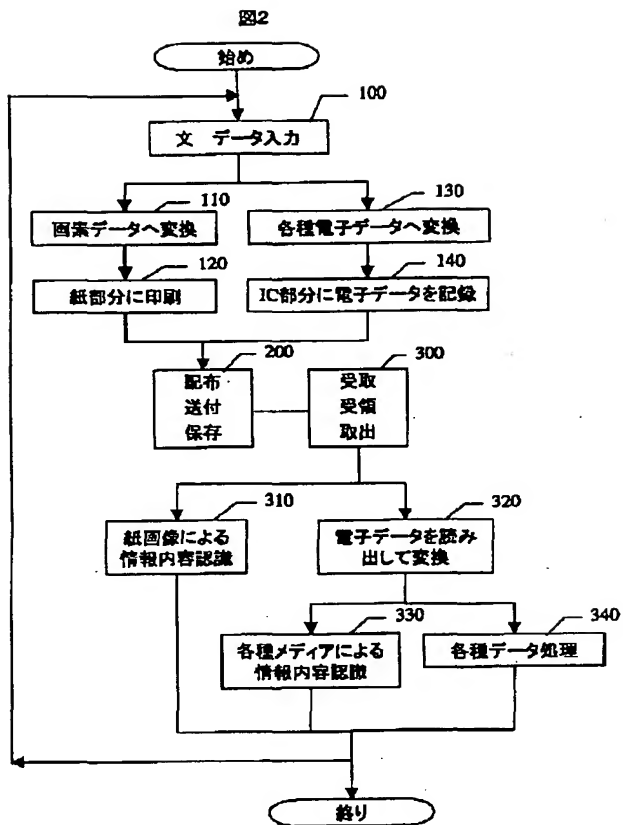 図2
始め
100
文 データ入力
110
130
画素データへ変換
各種電子データへ変換
120
140
紙部分に印刷
IC部分に電子データを記録
200
300
配布
送付
保存
受取
受領
取出
310
320
紙画像による
情報内容認識
電子データを読み
出して変換
330
340
各種メディアによる
情報内容認識
各種データ処理
終り